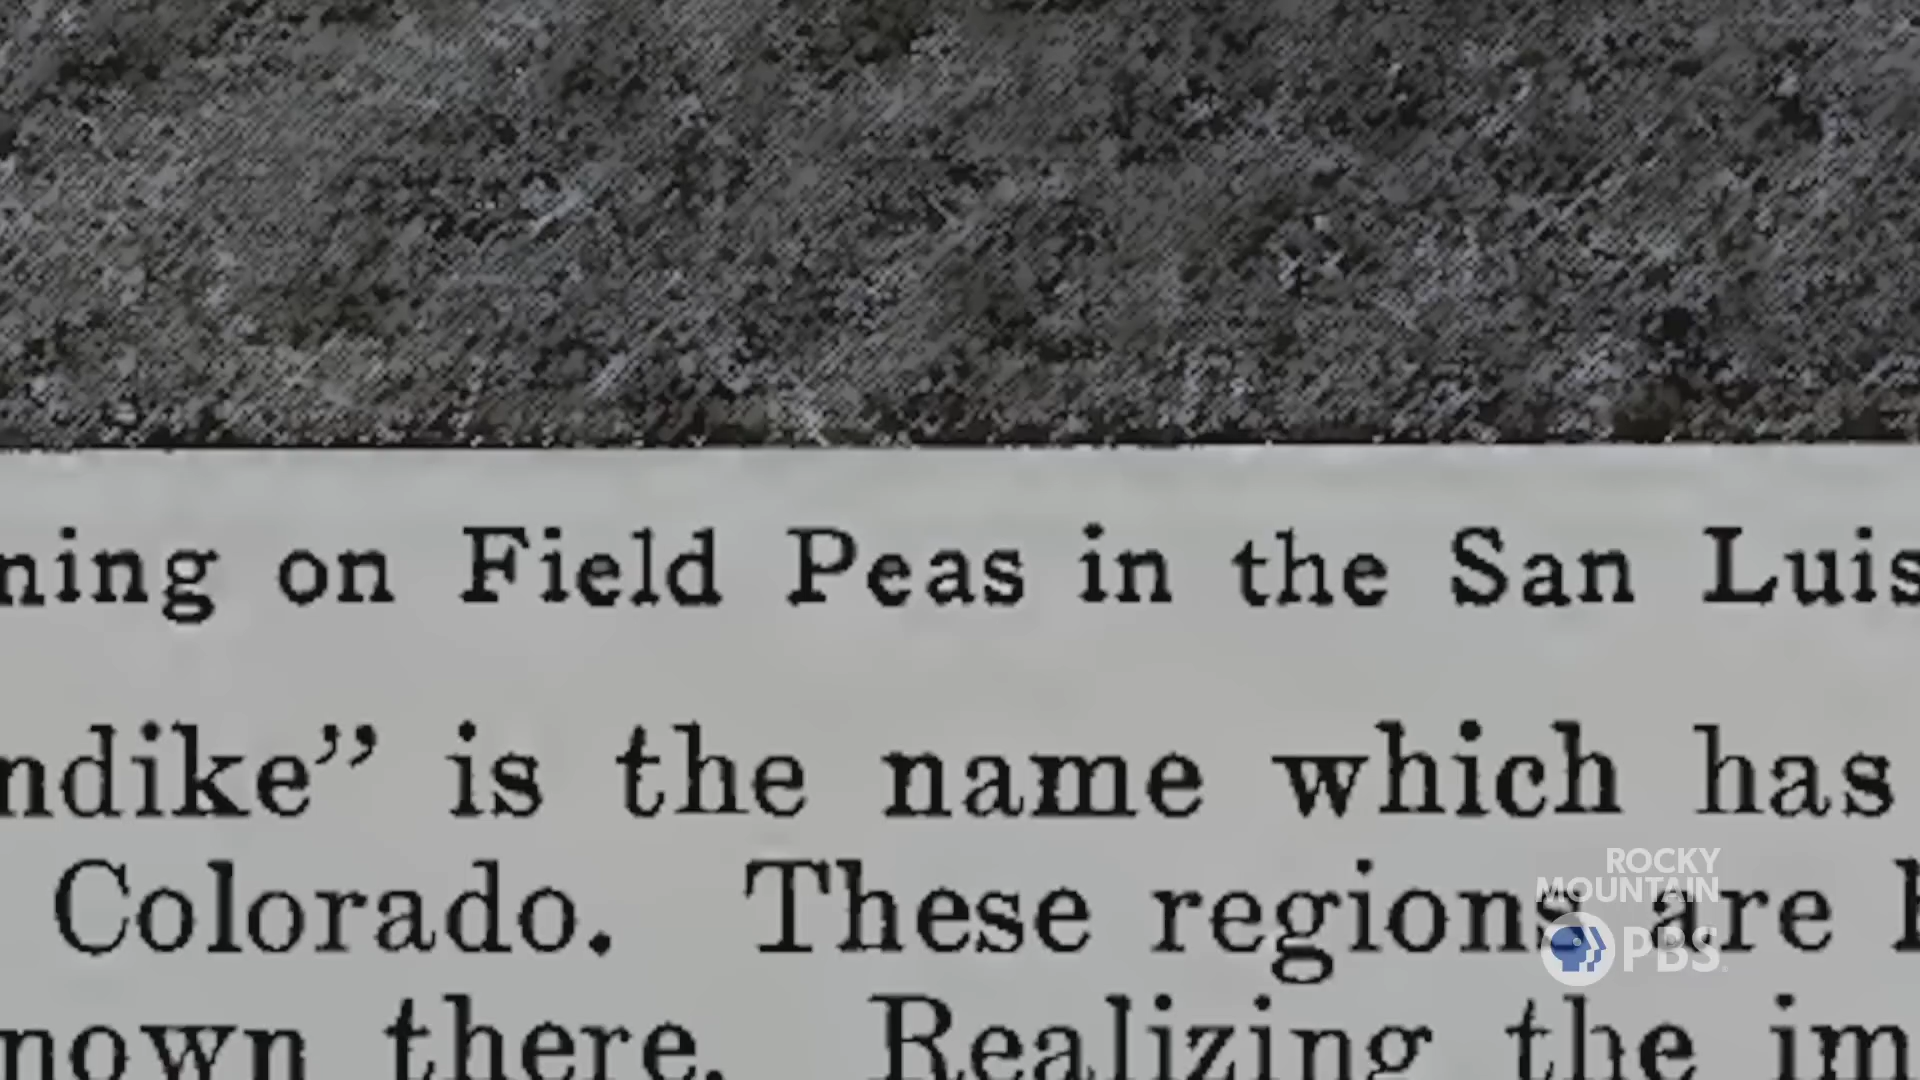 ning on Field Peas in the San Luis
ndike” is the name which has
Colorado. These regions are
nown there. Realizing the im
ROCKY
MOUNTAIN
PBS